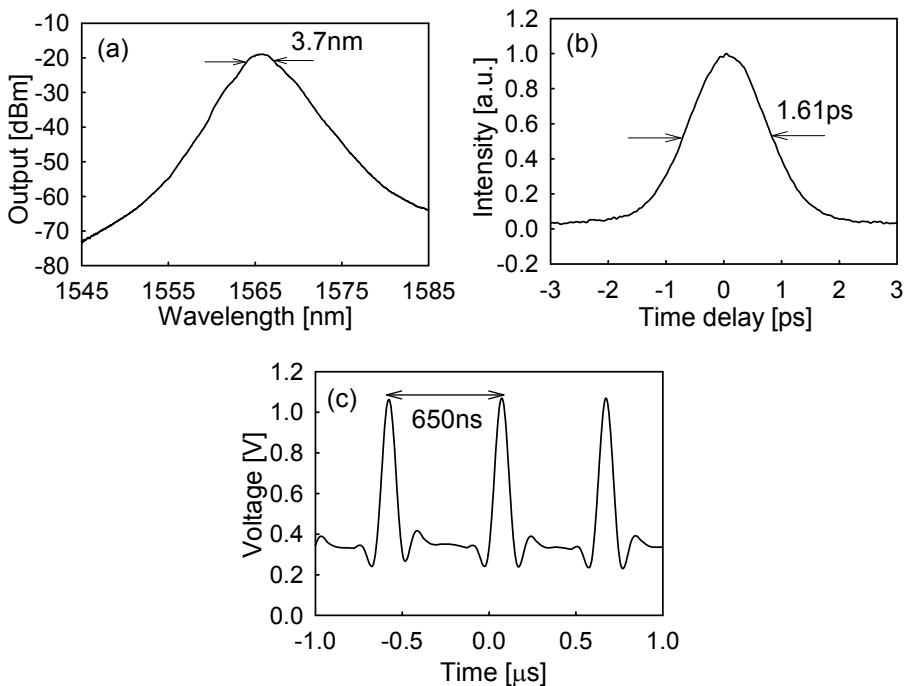 (a)
3.7nm
Output [dBm]
-10
-20
-30
-40
-50
-60
-70
-80
1545 1555 1565 1575 1585
Wavelength [nm]
(b)
1.61ps
Intensity [a.u.]
1.2
1.0
0.8
0.6
0.4
0.2
0.0
-0.2
-3 -2 -1 0 1 2 3
Time delay [ps]
(c)
650ns
Voltage [V]
1.2
1.0
0.8
0.6
0.4
0.2
0.0
-1.0 -0.5 0.0 0.5 1.0
Time [μs]